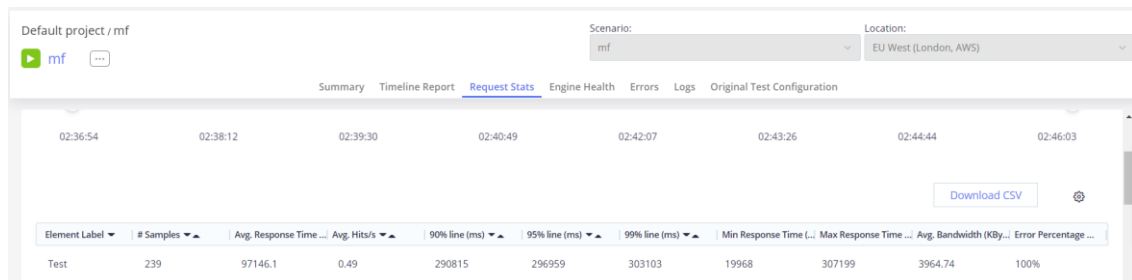 Default project / mf
Scenario:
Location:
mf
mf
EU West (London, AWS)
Summary Timeline Report Request Stats Engine Health Errors Logs Original Test Configuration
02:36:54 02:38:12 02:39:30 02:40:49 02:42:07 02:43:26 02:44:44 02:46:03
Download CSV
Element Label # Samples Avg. Response Time ... Avg. Hits/s 90% line (ms) 95% line (ms) 99% line (ms) Min Response Time (... Max Response Time ... Avg. Bandwidth (KBy... Error Percentage ...
Test 239 97146.1 0.49 290815 296959 303103 19968 307199 3964.74 100%